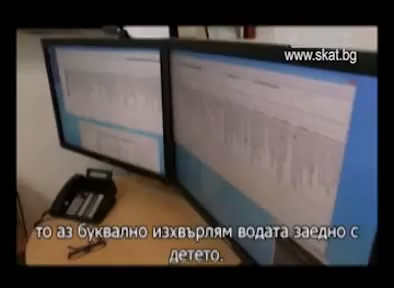 www.skat.bg
то аз буквално изхвърлям водата заедно с
детето.